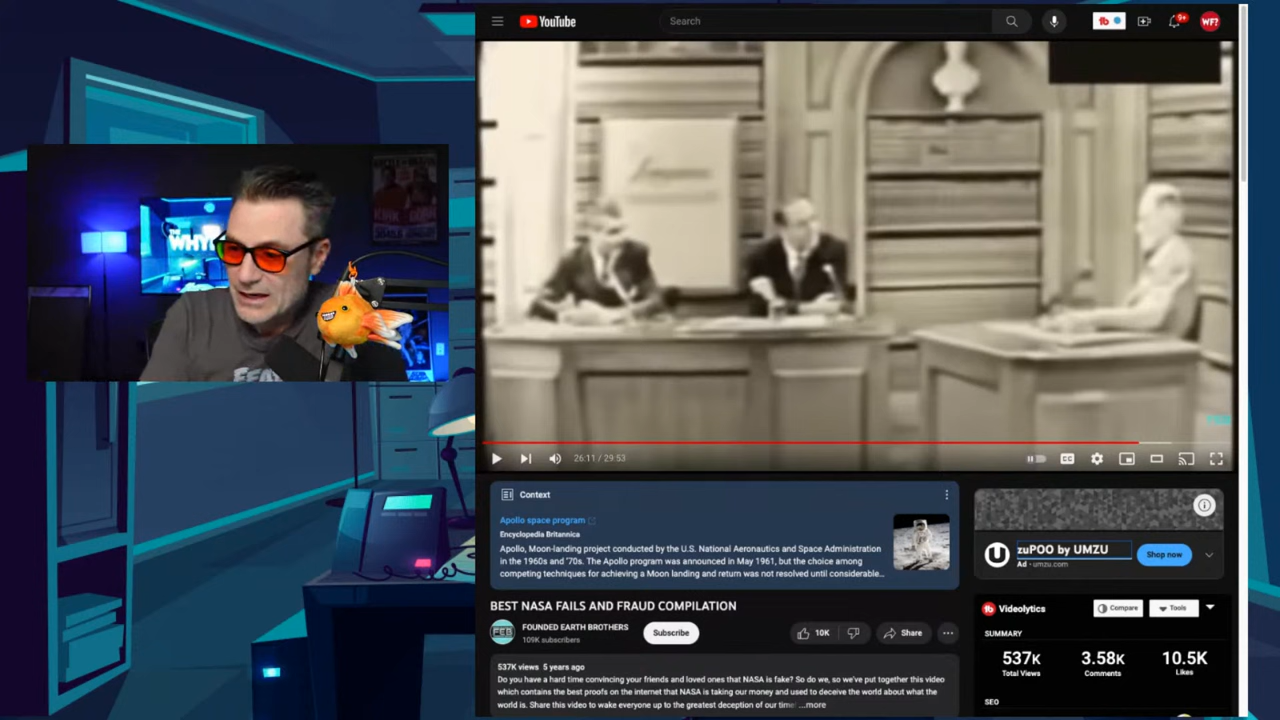 YouTube
Search
9+
WF?
THE
WHY
KIRK
26:11 / 29:53
CC
Context
Apollo space program
Encyclopedia Britannica
Apollo, Moon-landing project conducted by the U.S. National Aeronautics and Space Administration
in the 1960s and '70s. The Apollo program was announced in May 1961, but the choice among
competing techniques for achieving a Moon landing and return was not resolved until considerable...
zuPOO by UMZU
Ad · umzu.com
Shop now
BEST NASA FAILS AND FRAUD COMPILATION
FEB
FOUNDED EARTH BROTHERS
109K subscribers
Subscribe
10K
Share
Videolytics
Compare
Tools
SUMMARY
537K
3.58K
10.5K
Total Views
Comments
Likes
SEO
537K views 5 years ago
Do you have a hard time convincing your friends and loved ones that NASA is fake? So do we, so we've put together this video
which contains the best proofs on the internet that NASA is taking our money and used to deceive the world about what the
world is. Share this video to wake everyone up to the greatest deception of our time! ...more